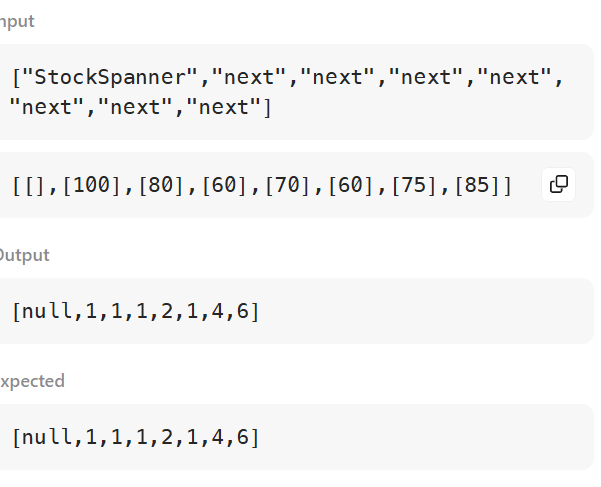 nput
["StockSpanner","next","next","next","next",
"next","next","next"]
[[],[100],[80],[60],[70],[60],[75],[85]]
Output
[null,1,1,1,2,1,4,6]
xpected
[null,1,1,1,2,1,4,6]